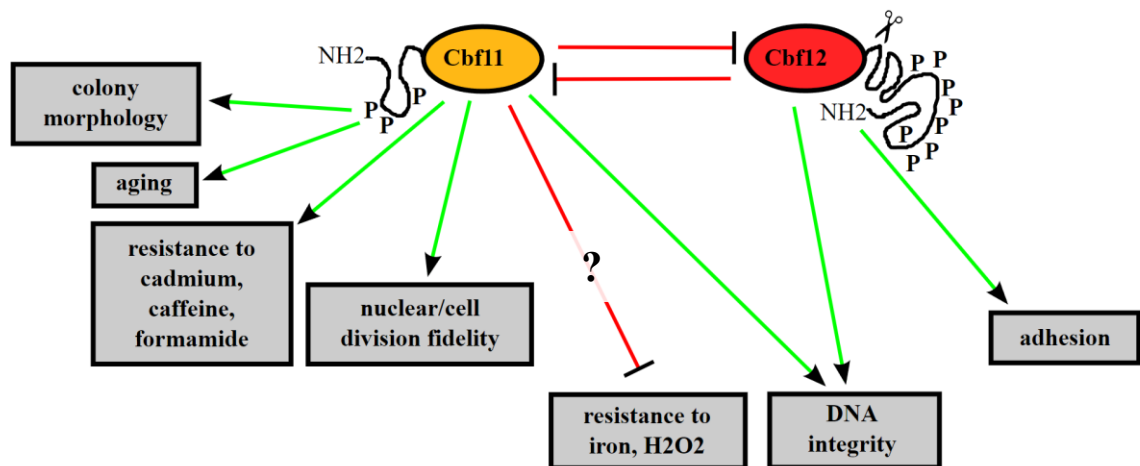 NH2
Cbf11
P
P
P
Cbf12
P
P
P
P
P
P
P
P
NH2
colony
morphology
aging
resistance to
cadmium,
caffeine,
formamide
nuclear/cell
division fidelity
?
resistance to
iron, H2O2
DNA
integrity
adhesion